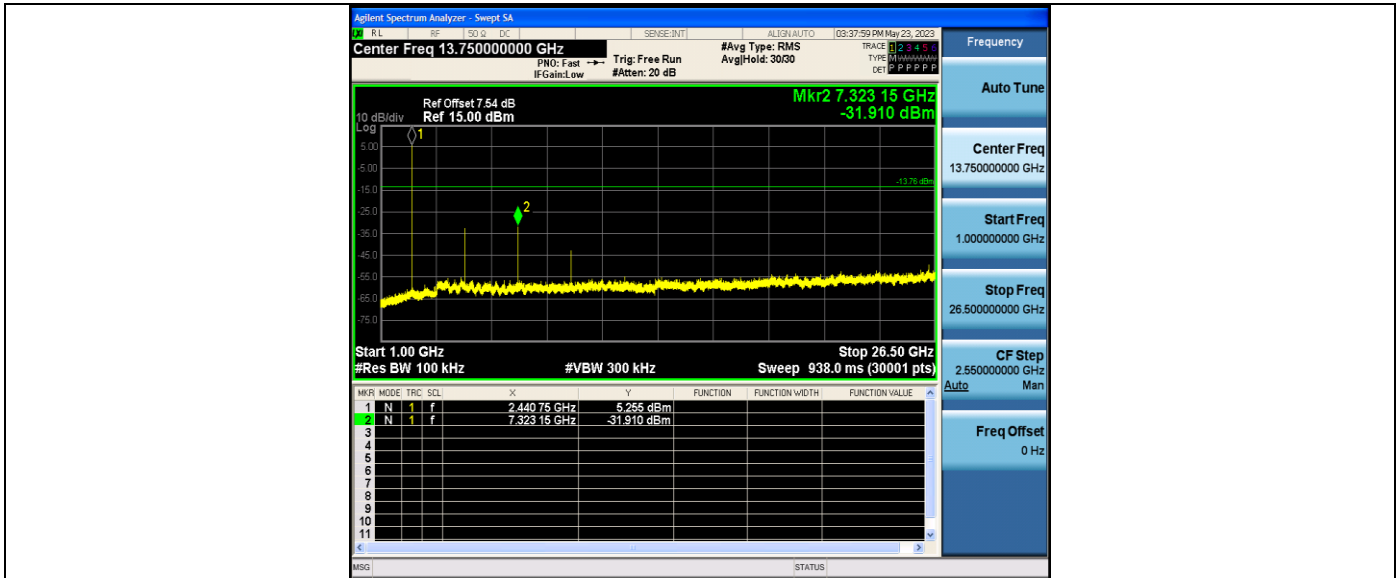 Agilent Spectrum Analyzer - Swept SA
LXI RL RF 50 Ω DC SENSE:INT ALIGNAUTO 03:37:59 PM May 23, 2023
Center Freq 13.750000000 GHz
PNO: Fast
IFGain:Low
Trig: Free Run
#Atten: 20 dB
#Avg Type: RMS
Avg|Hold: 30/30
TRACE 1 2 3 4 5 6
TYPE M WWWWW
DET P P P P P P
Mkr2 7.323 15 GHz
-31.910 dBm
Ref Offset 7.54 dB
10 dB/div Ref 15.00 dBm
Log
1
5.00
-5.00
-13.76 dBm
-15.0
2
-25.0
-35.0
-45.0
-55.0
-65.0
-75.0
Start 1.00 GHz Stop 26.50 GHz
#Res BW 100 kHz #VBW 300 kHz Sweep 938.0 ms (30001 pts)
MKR MODE TRC SCL X Y FUNCTION FUNCTION WIDTH FUNCTION VALUE
1 N 1 f 2.440 75 GHz 5.255 dBm
2 N 1 f 7.323 15 GHz -31.910 dBm
3
4
5
6
7
8
9
10
11
MSG STATUS
Frequency
Auto Tune
Center Freq
13.750000000 GHz
Start Freq
1.000000000 GHz
Stop Freq
26.500000000 GHz
CF Step
2.550000000 GHz
Auto Man
Freq Offset
0 Hz